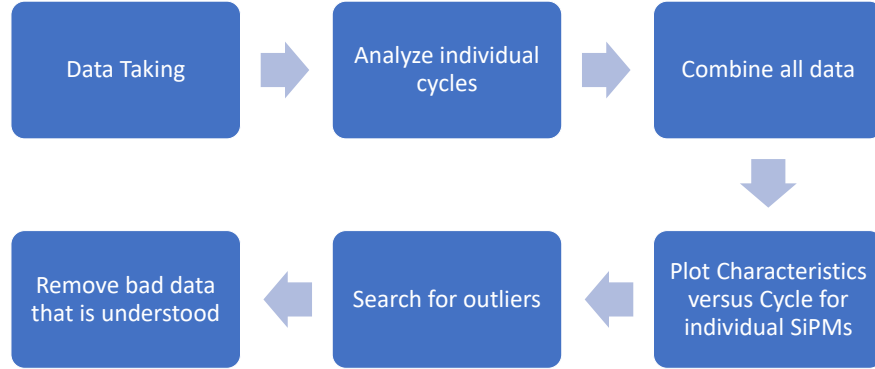 Data Taking
Analyze individual
cycles
Combine all data
Plot Characteristics
versus Cycle for
individual SiPMs
Search for outliers
Remove bad data
that is understood